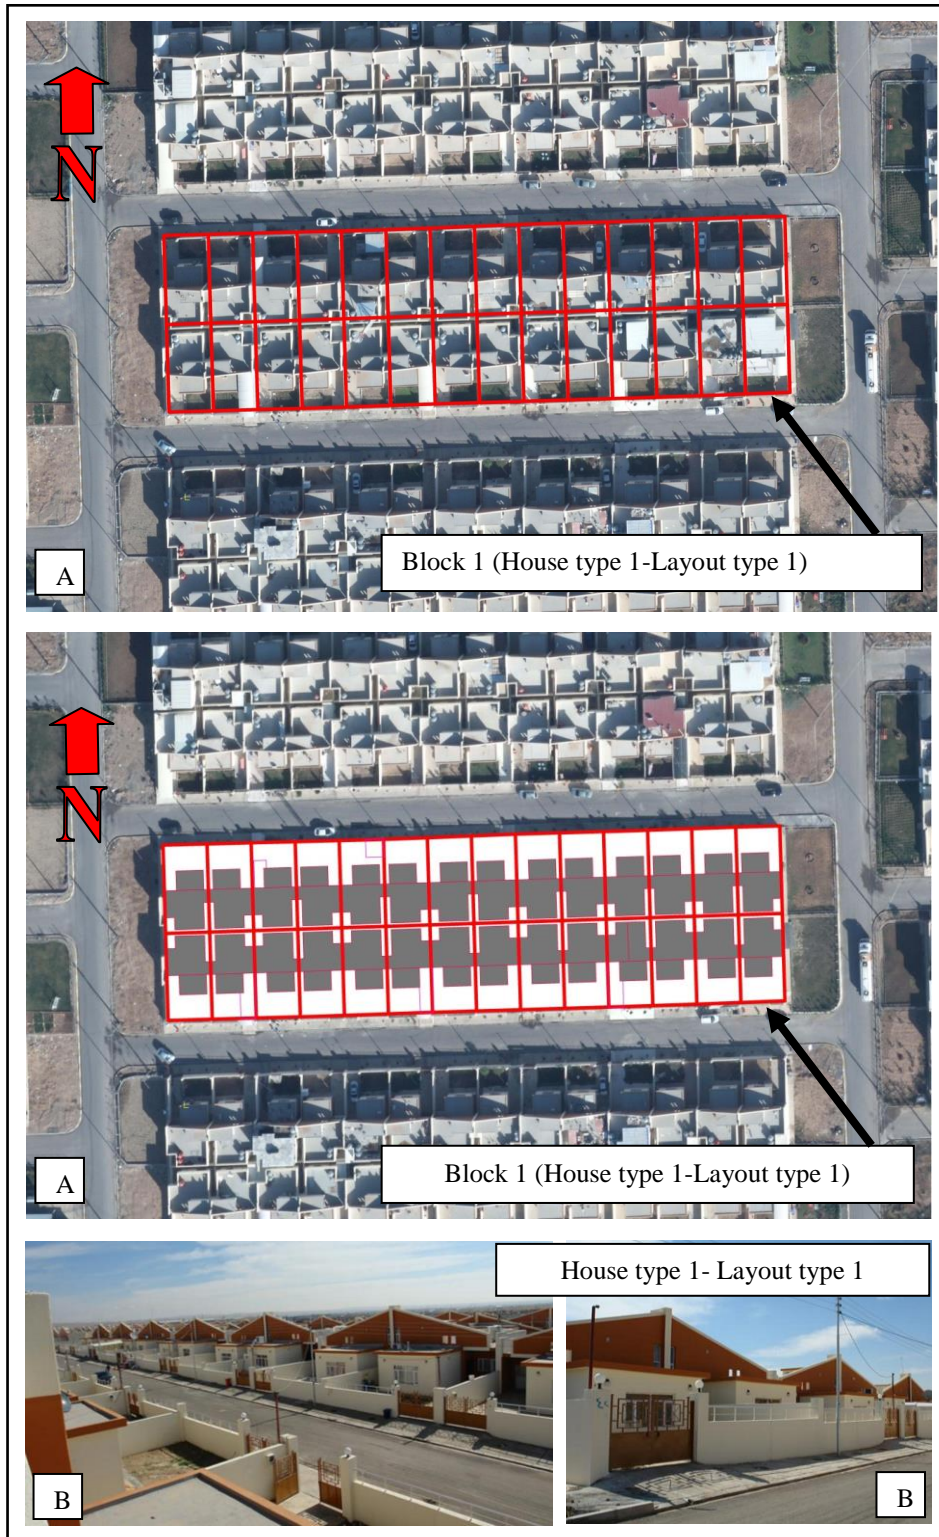 N
Block 1 (House type 1-Layout type 1)
A
N
Block 1 (House type 1-Layout type 1)
A
House type 1- Layout type 1
B
B